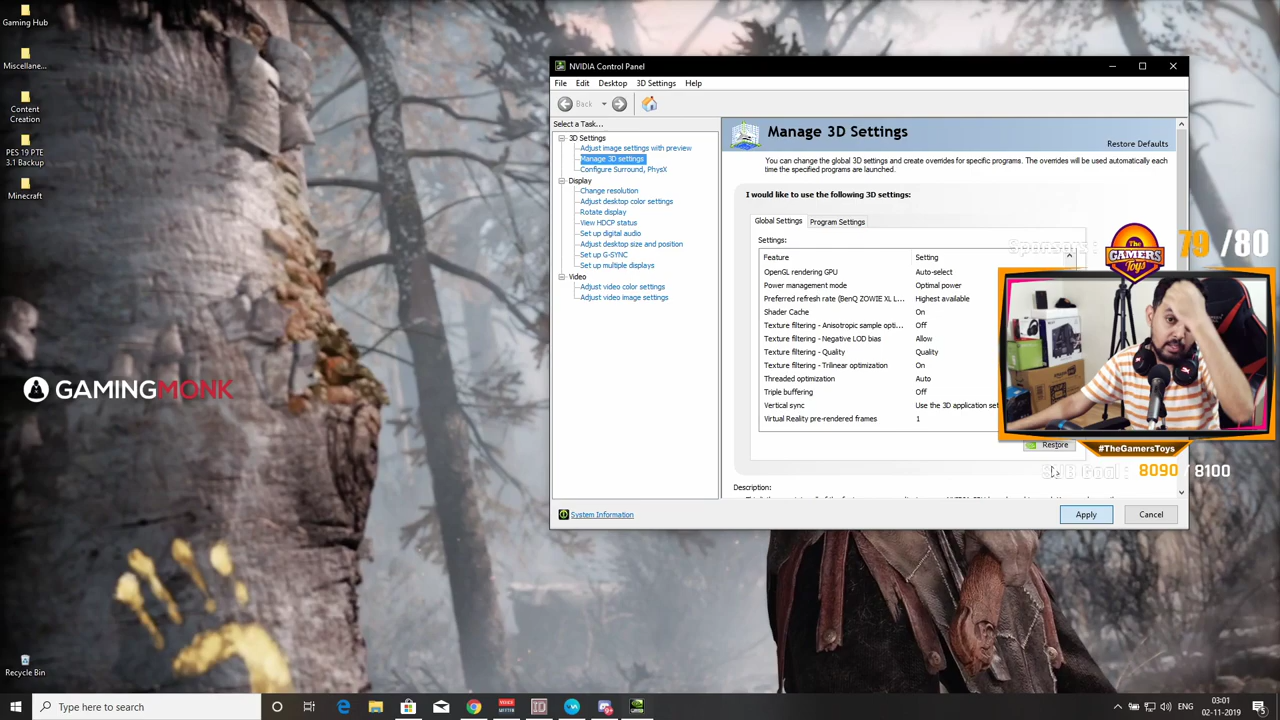 Gaming Hub
Miscellane...
Content
Creation
PES 19 PTE
3.1 Backup
Minecraft
GAMINGMONK
Recycle Bin
NVIDIA Control Panel
File Edit Desktop 3D Settings Help
Back
Select a Task...
3D Settings
Adjust image settings with preview
Manage 3D settings
Configure Surround, PhysX
Display
Change resolution
Adjust desktop color settings
Rotate display
View HDCP status
Set up digital audio
Adjust desktop size and position
Set up G-SYNC
Set up multiple displays
Video
Adjust video color settings
Adjust video image settings
System Information
Manage 3D Settings
Restore Defaults
You can change the global 3D settings and create overrides for specific programs. The overrides will be used automatically each
time the specified programs are launched.
I would like to use the following 3D settings:
Global Settings Program Settings
Settings:
Feature Setting
OpenGL rendering GPU Auto-select
Power management mode Optimal power
Preferred refresh rate (BenQ ZOWIE XL L... Highest available
Shader Cache On
Texture filtering - Anisotropic sample opti... Off
Texture filtering - Negative LOD bias Allow
Texture filtering - Quality Quality
Texture filtering - Trilinear optimization On
Threaded optimization Auto
Triple buffering Off
Vertical sync Use the 3D application set
Virtual Reality pre-rendered frames 1
Restore
Description:
Apply Cancel
Sponsors : 79 /80
The
GAMERS
Toys
#TheGamersToys
SUB Goal : 8090 / 8100
Type here to search
VOICE
MEETER
ENG
03:01
02-11-2019